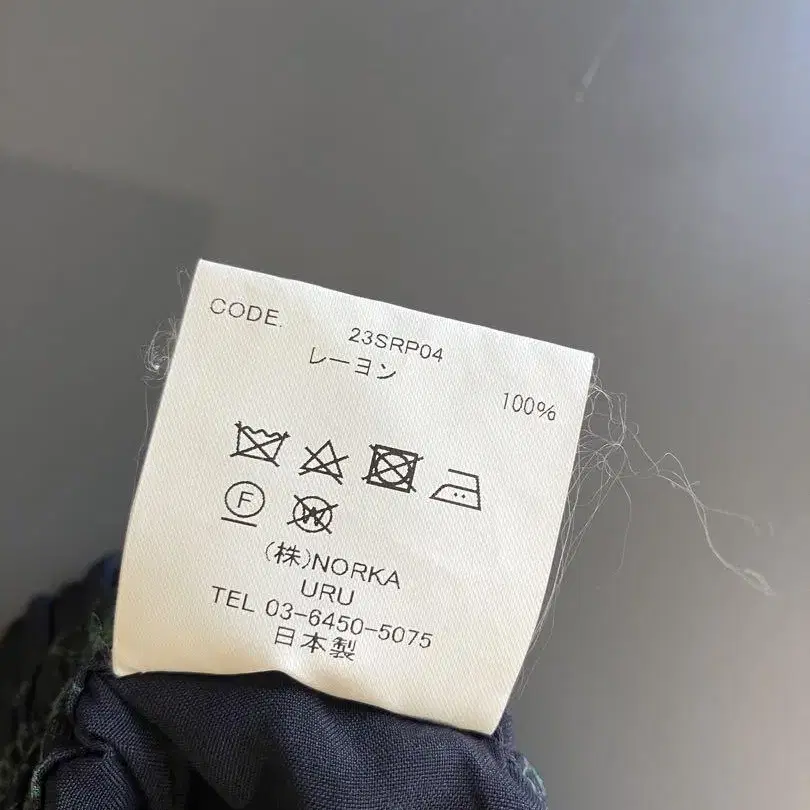 CODE. 23SRP04
レーヨン 100%
F W
(株)NORKA
URU
TEL 03-6450-5075
日本製